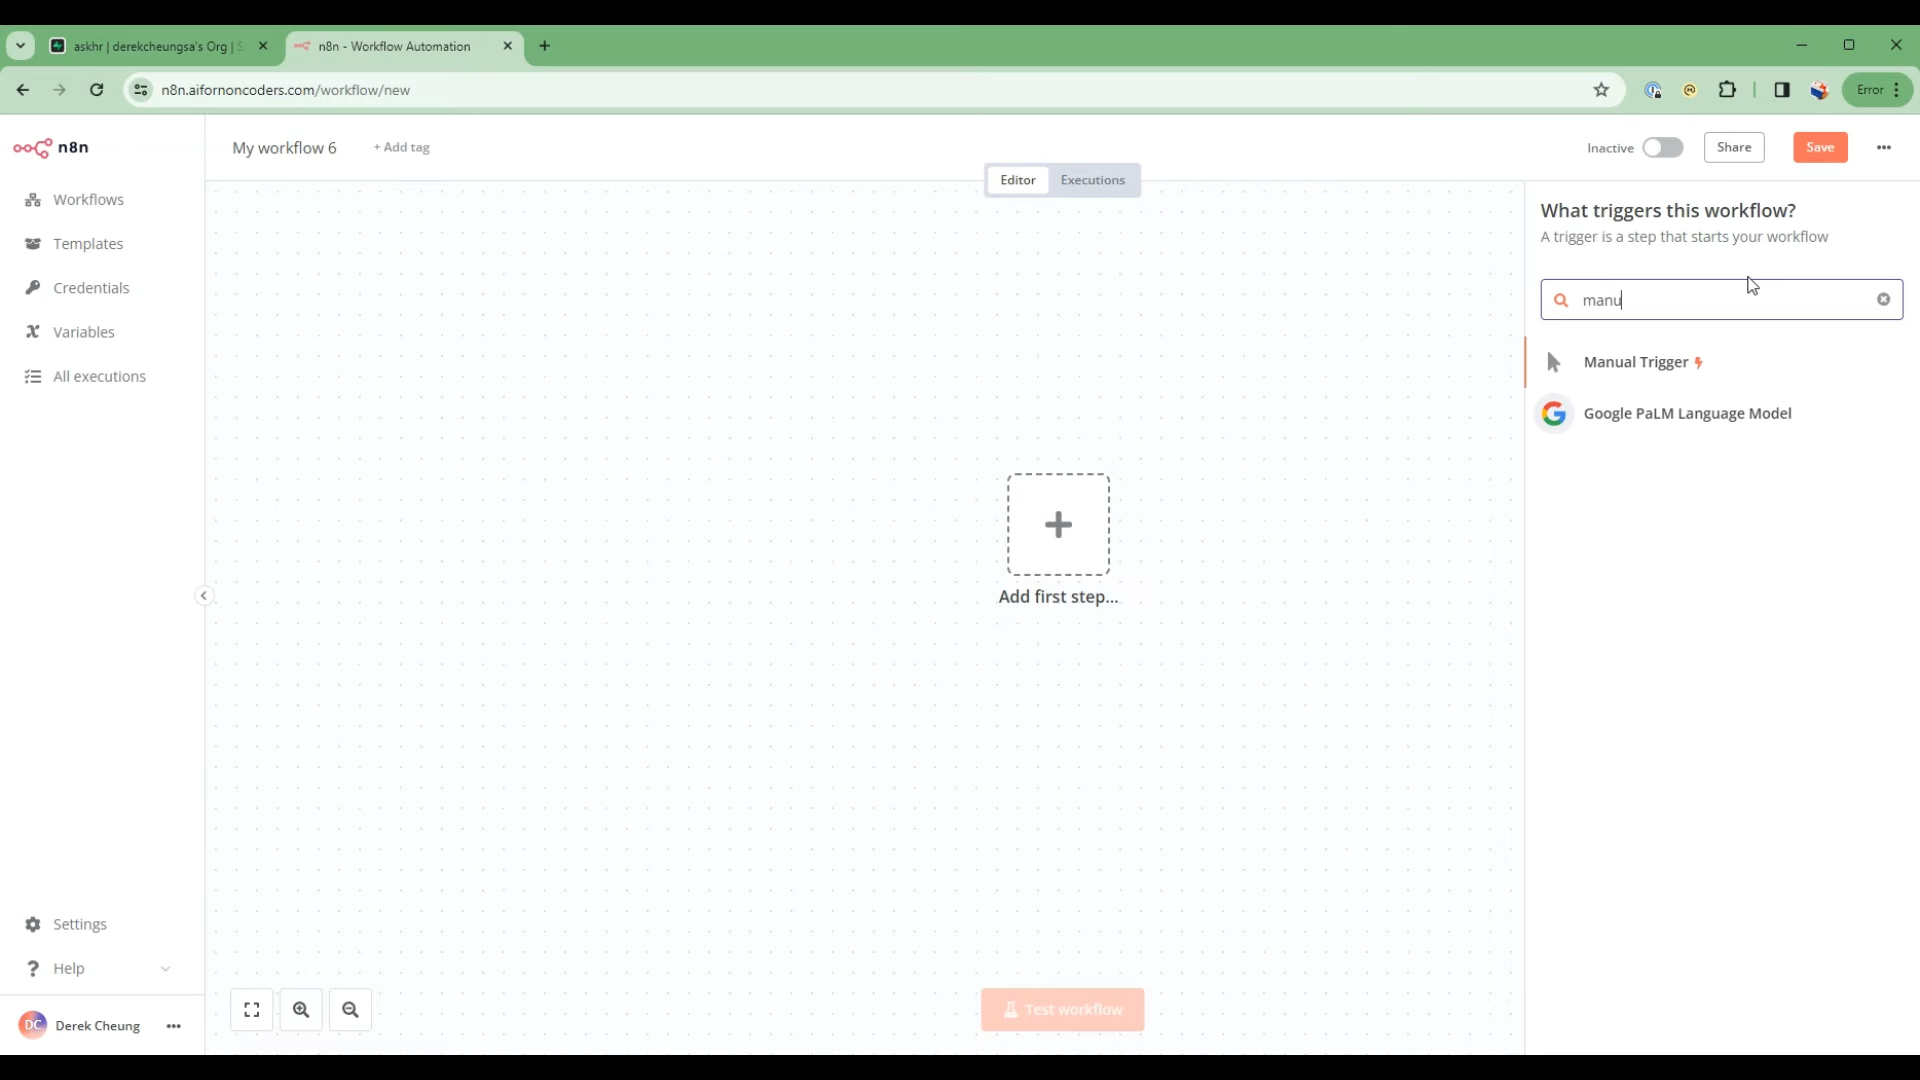 askhr | derekcheungsa's Org | S
n8n - Workflow Automation
n8n.aifornoncoders.com/workflow/new
Error
n8n
My workflow 6
+ Add tag
Inactive
Share
Save
Editor
Executions
Workflows
Templates
Credentials
Variables
All executions
What triggers this workflow?
A trigger is a step that starts your workflow
manu
Manual Trigger
Google PaLM Language Model
Add first step...
Settings
? Help
DC Derek Cheung
Test workflow